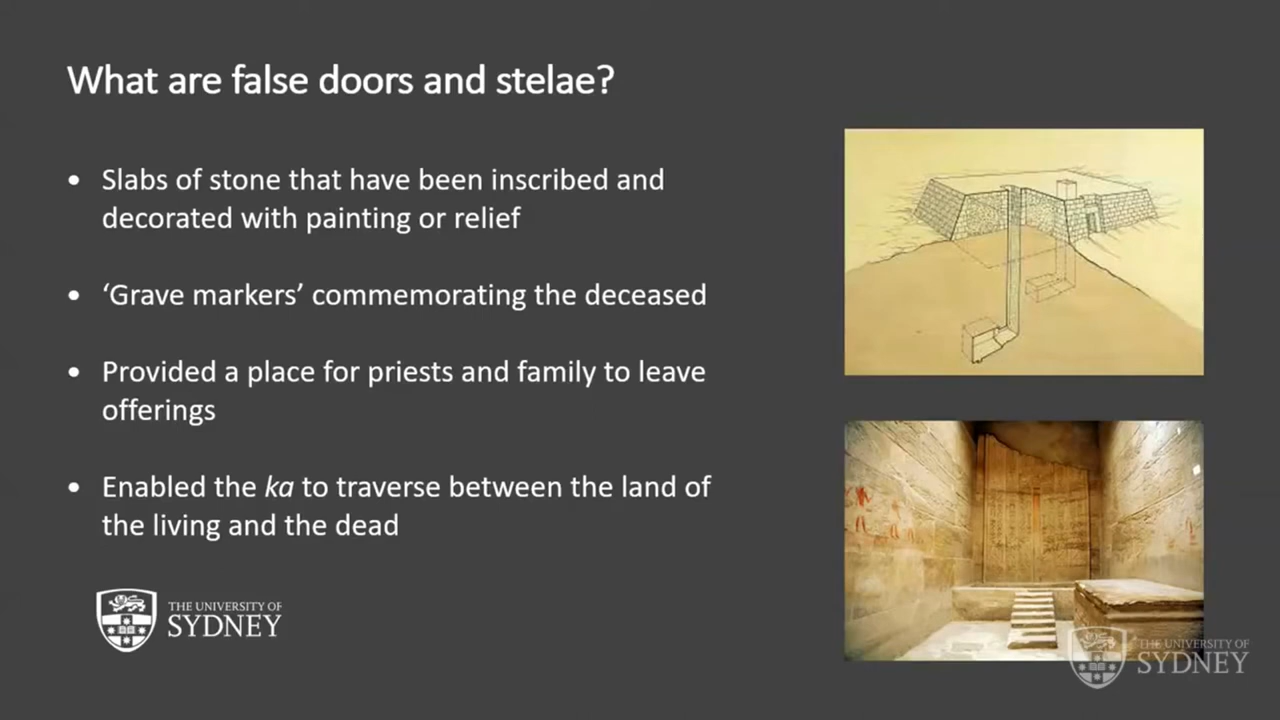 What are false doors and stelae?
• Slabs of stone that have been inscribed and
decorated with painting or relief
• ‘Grave markers’ commemorating the deceased
• Provided a place for priests and family to leave
offerings
• Enabled the ka to traverse between the land of
the living and the dead
THE UNIVERSITY OF
SYDNEY
THE UNIVERSITY OF
SYDNEY